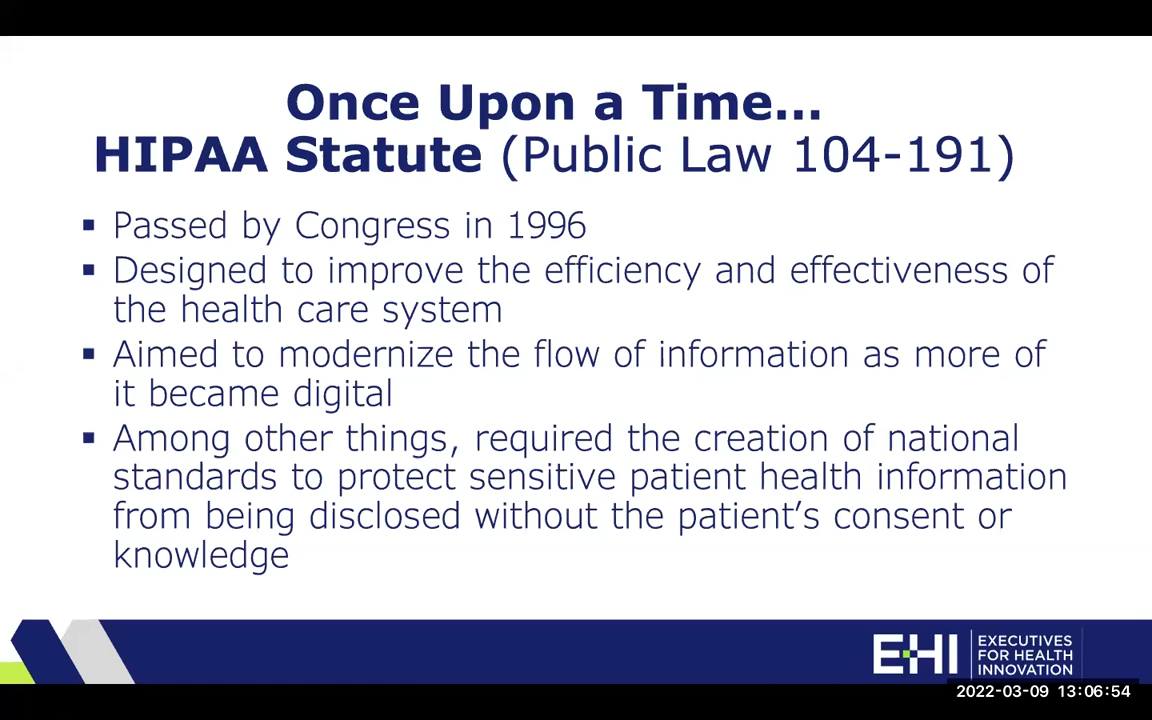 Once Upon a Time...
HIPAA Statute (Public Law 104-191)
▪ Passed by Congress in 1996
▪ Designed to improve the efficiency and effectiveness of
the health care system
▪ Aimed to modernize the flow of information as more of
it became digital
▪ Among other things, required the creation of national
standards to protect sensitive patient health information
from being disclosed without the patient’s consent or
knowledge
EHI
EXECUTIVES
FOR HEALTH
INNOVATION
2022-03-09 13:06:54